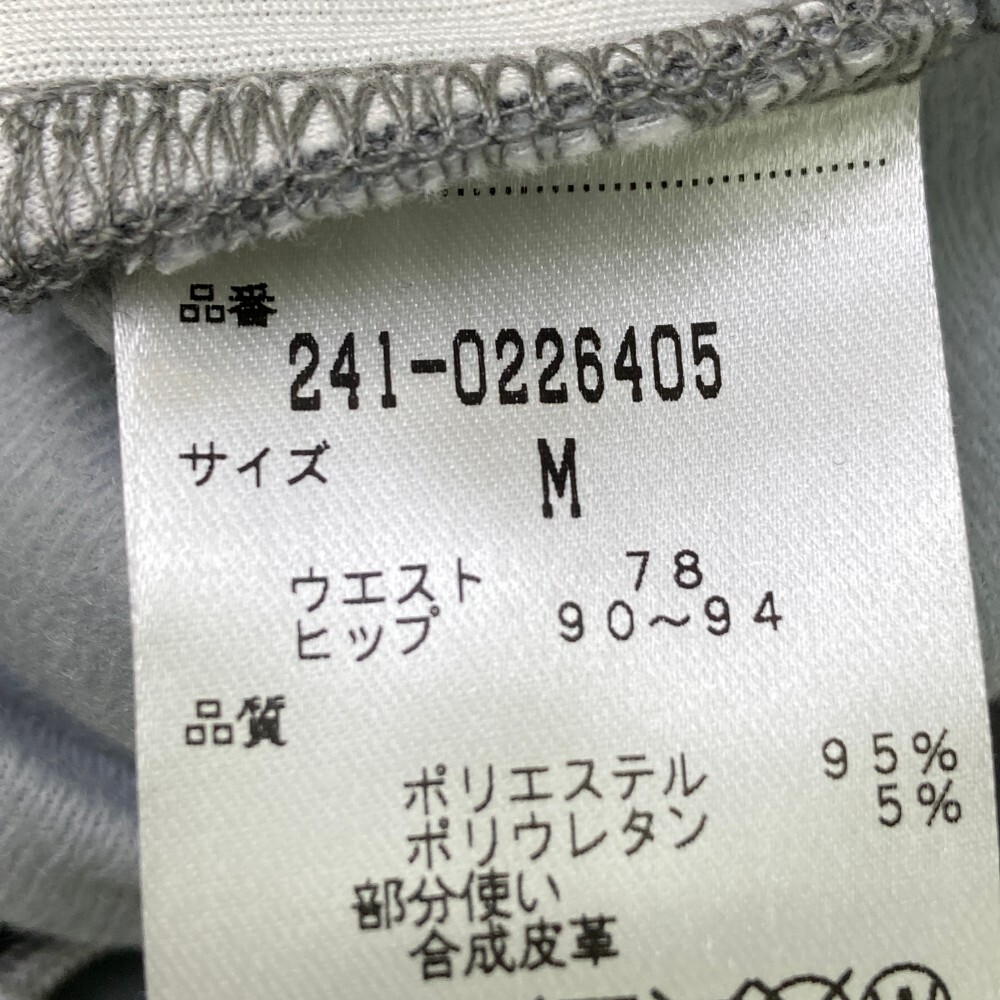 品番
241-0226405
サイズ M
ウエスト 78
ヒップ 90～94
品質
ポリエステル 95%
ポリウレタン 5%
部分使い
合成皮革